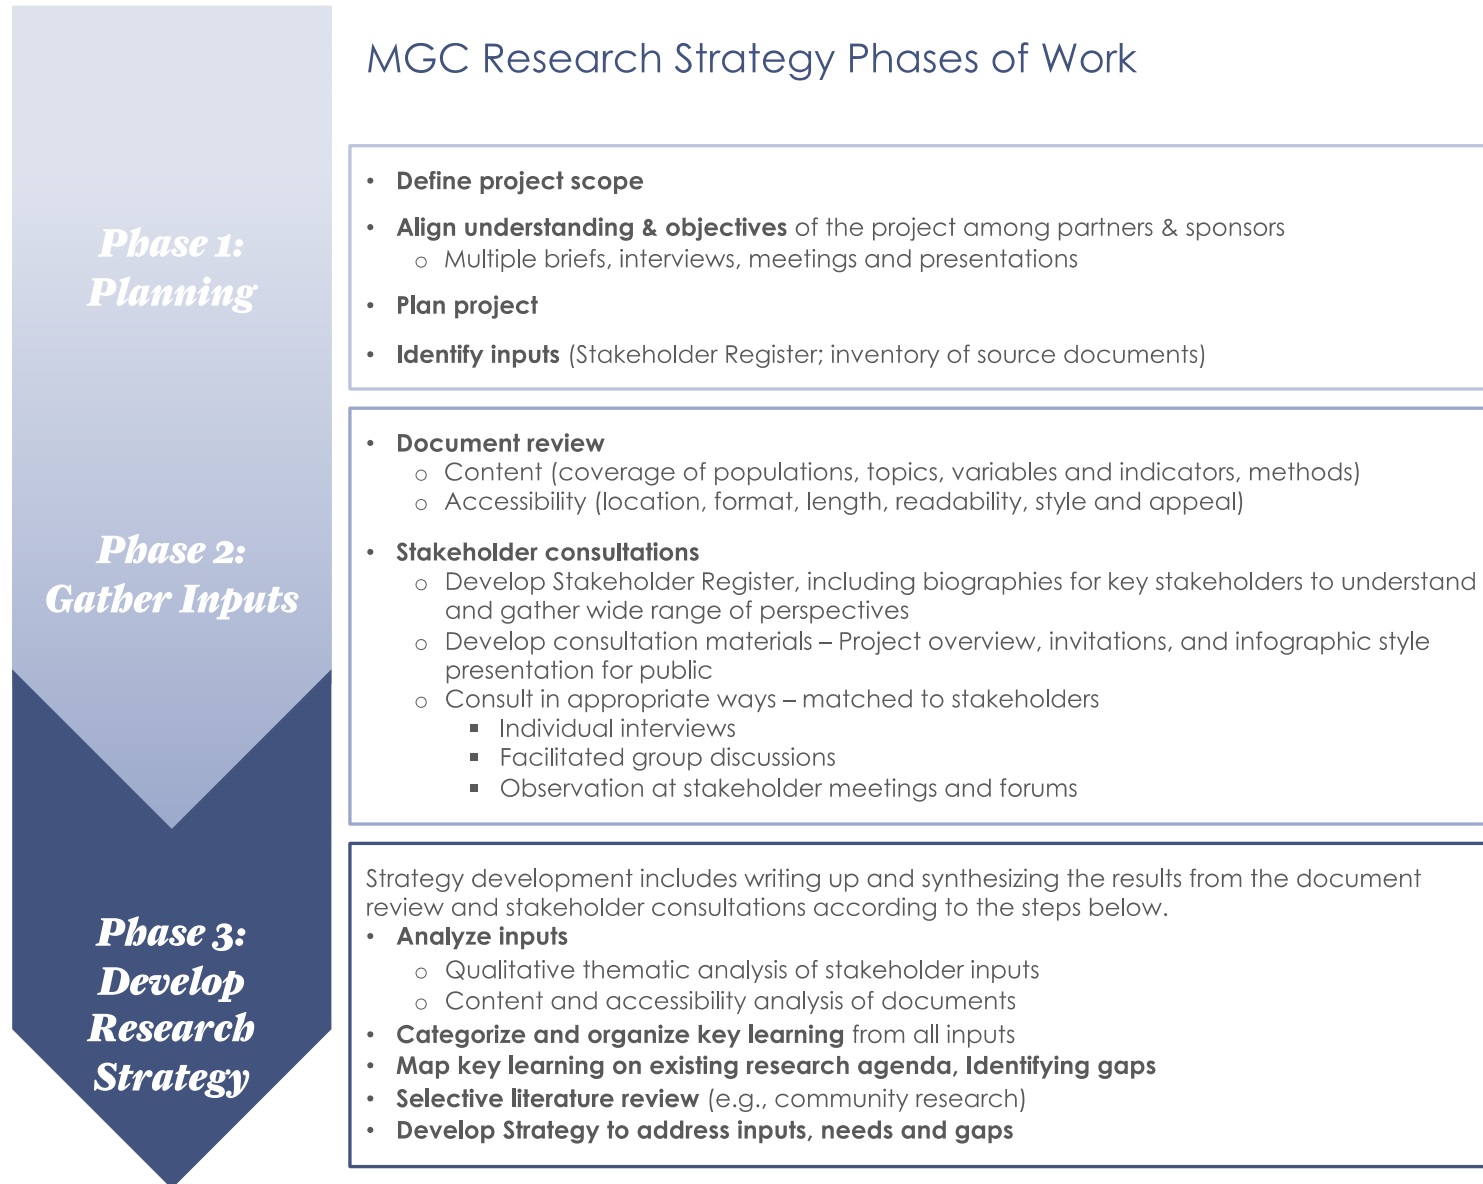 MGC Research Strategy Phases of Work
Phase 1:
Planning
• Define project scope
• Align understanding & objectives of the project among partners & sponsors
o Multiple briefs, interviews, meetings and presentations
• Plan project
• Identify inputs (Stakeholder Register; inventory of source documents)
Phase 2:
Gather Inputs
• Document review
o Content (coverage of populations, topics, variables and indicators, methods)
o Accessibility (location, format, length, readability, style and appeal)
• Stakeholder consultations
o Develop Stakeholder Register, including biographies for key stakeholders to understand
and gather wide range of perspectives
o Develop consultation materials – Project overview, invitations, and infographic style
presentation for public
o Consult in appropriate ways – matched to stakeholders
▪ Individual interviews
▪ Facilitated group discussions
▪ Observation at stakeholder meetings and forums
Phase 3:
Develop
Research
Strategy
Strategy development includes writing up and synthesizing the results from the document
review and stakeholder consultations according to the steps below.
• Analyze inputs
o Qualitative thematic analysis of stakeholder inputs
o Content and accessibility analysis of documents
• Categorize and organize key learning from all inputs
• Map key learning on existing research agenda, Identifying gaps
• Selective literature review (e.g., community research)
• Develop Strategy to address inputs, needs and gaps